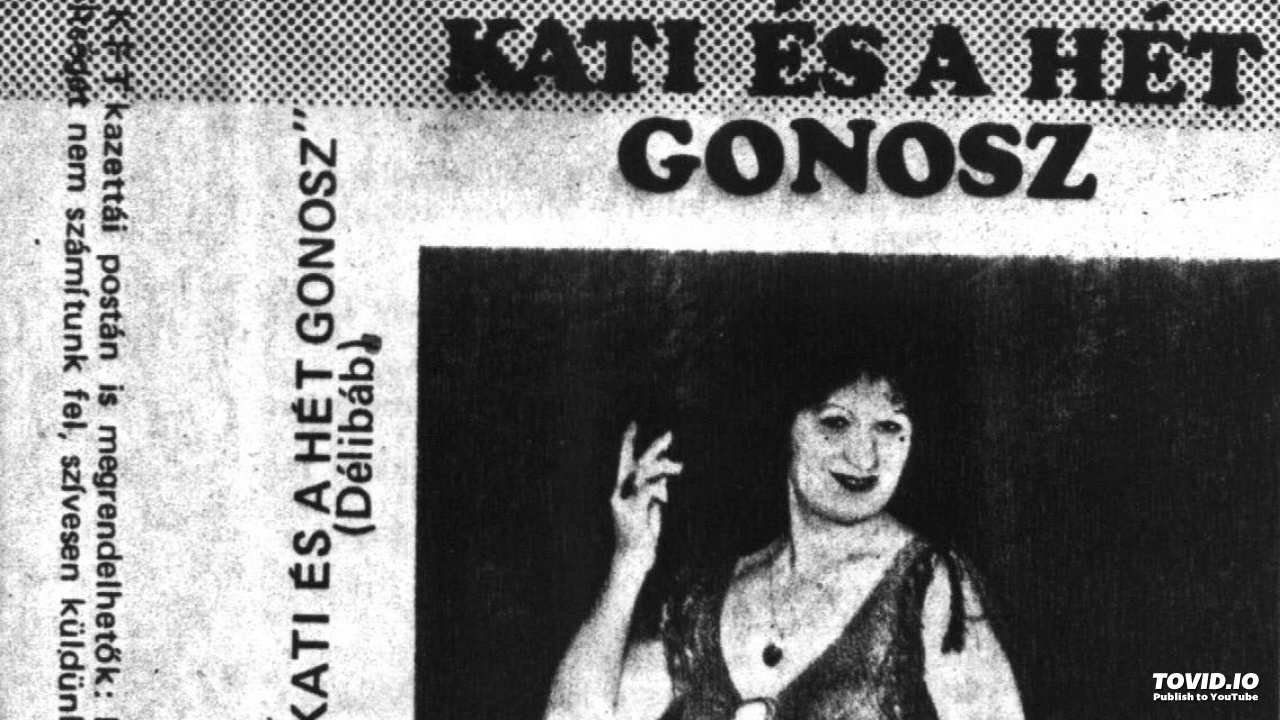 KATI ÉS A HÉT
GONOSZ
KATI ÉS A HÉT GONOSZ”
(Délibáb)
KFT kazettái postán is megrendelhetők:
nem számítunk fel, szívesen
TOVID.IO
Publish to YouTube